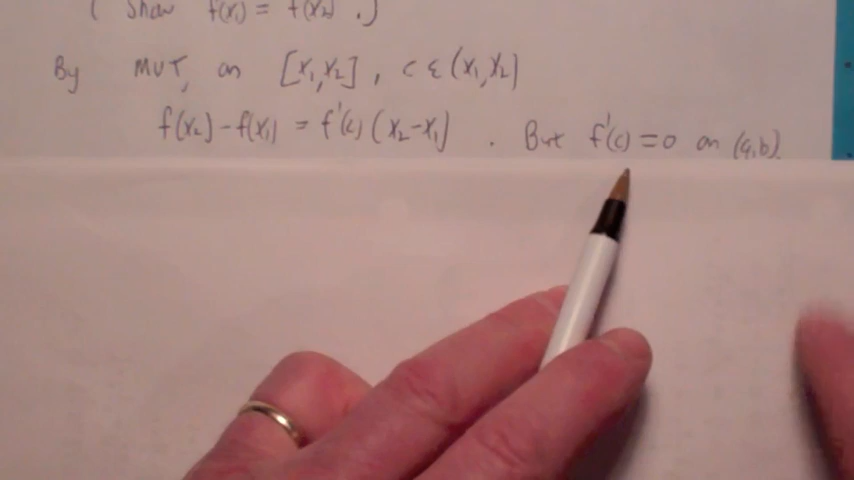 ( Show f(x₁) = f(x₂) .)
By MVT, on [x₁,x₂], c ε (x₁,x₂)
f(x₂)-f(x₁) = f'(c) (x₂-x₁) . But f'(c) = 0 on (a,b).